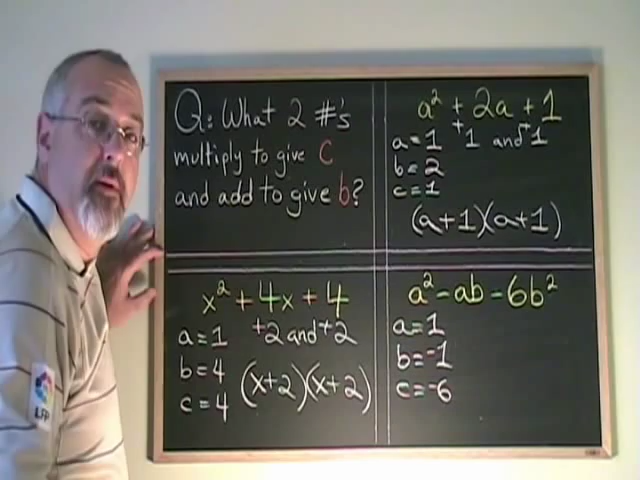 Q: What 2 #'s
multiply to give c
and add to give b?
a² + 2a + 1
a = 1 +1 and +1
b = 2
c = 1
(a+1)(a+1)
x² + 4x + 4
a = 1 +2 and +2
b = 4
c = 4
(x+2)(x+2)
a² - ab - 6b²
a = 1
b = -1
c = -6
LFP